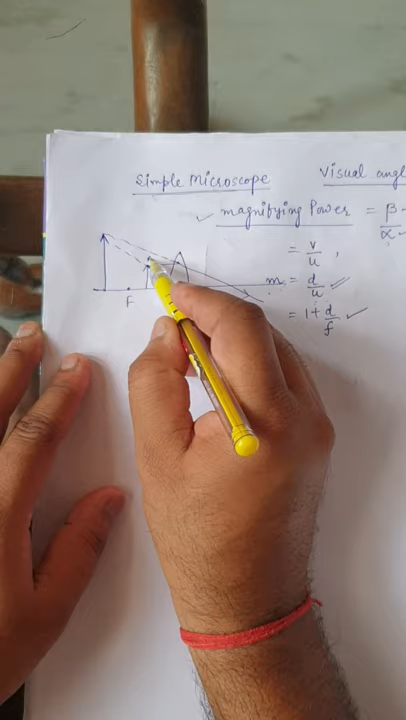 Simple Microscope
Visual angl
✓ magnifying Power = β
α
= v/u ,
m = d/u
= 1 + d/f ✓
F